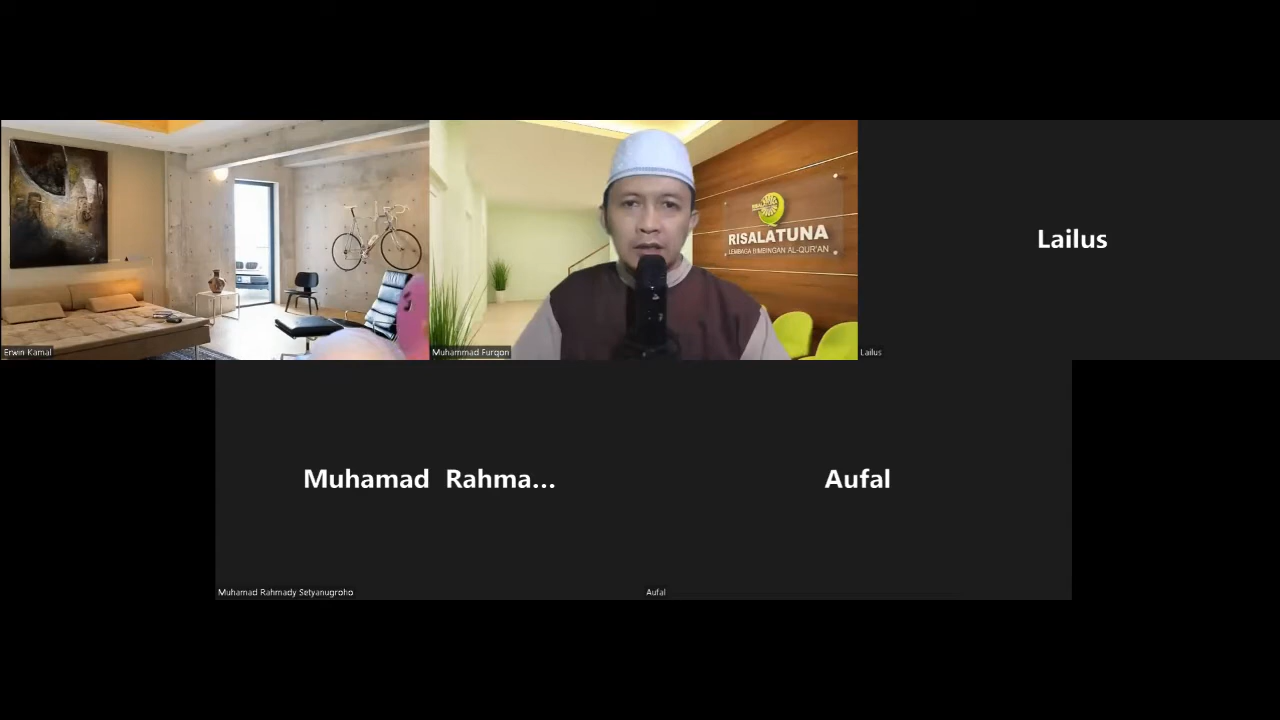 RISALATUNA
LEMBAGA BIMBINGAN AL-QUR'AN
Lailus
Erwin Kamal
Muhammad Furqon
Lailus
Muhamad Rahma...
Aufal
Muhamad Rahmady Setyanugroho
Aufal